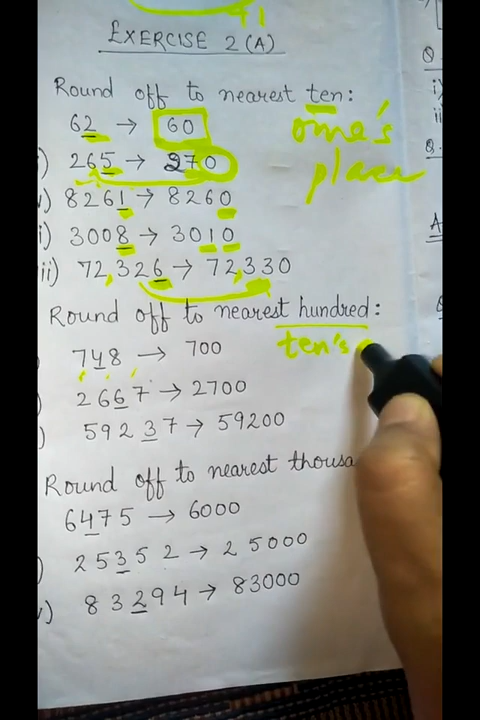 EXERCISE 2 (A)
Round off to nearest ten:
62 → 60
265 → 270
8261 → 8260
3008 → 3010
ii) 72,326 → 72,330
one's
place
Round off to nearest hundred:
ten's
748 → 700
2667 → 2700
59237 → 59200
Round off to nearest
6475 → 6000
25352 → 25000
83294 → 83000